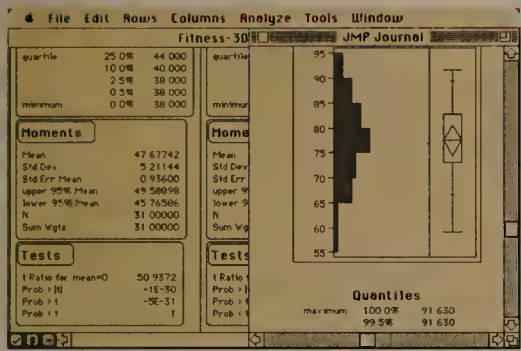 File Edit Rows Columns Analyze Tools Window
Fitness-30
quartile 25.0% 44.000
10.0% 40.000
2.5% 38.000
0.5% 38.000
minimum 0.0% 38.000
Moments
Mean 47.67742
Std Dev 5.21144
Std Err Mean 0.93600
upper 95% Mean 49.58898
lower 95% Mean 45.76586
N 31.00000
Sum Wgts 31.00000
Tests
t Ratio for mean=0 50.9372
Prob > |t| -1E-30
Prob > t -5E-31
Prob < t 1
quartile
minimum
Mome
Mean
Std Dev
Std Err
upper 9
lower 9
N
Sum Wg
Tests
t Ratio f
Prob >
Prob > t
Prob < t
JMP Journal
95
90
85
80
75
70
65
60
55
Quantiles
maximum 100.0% 91.630
99.5% 91.630